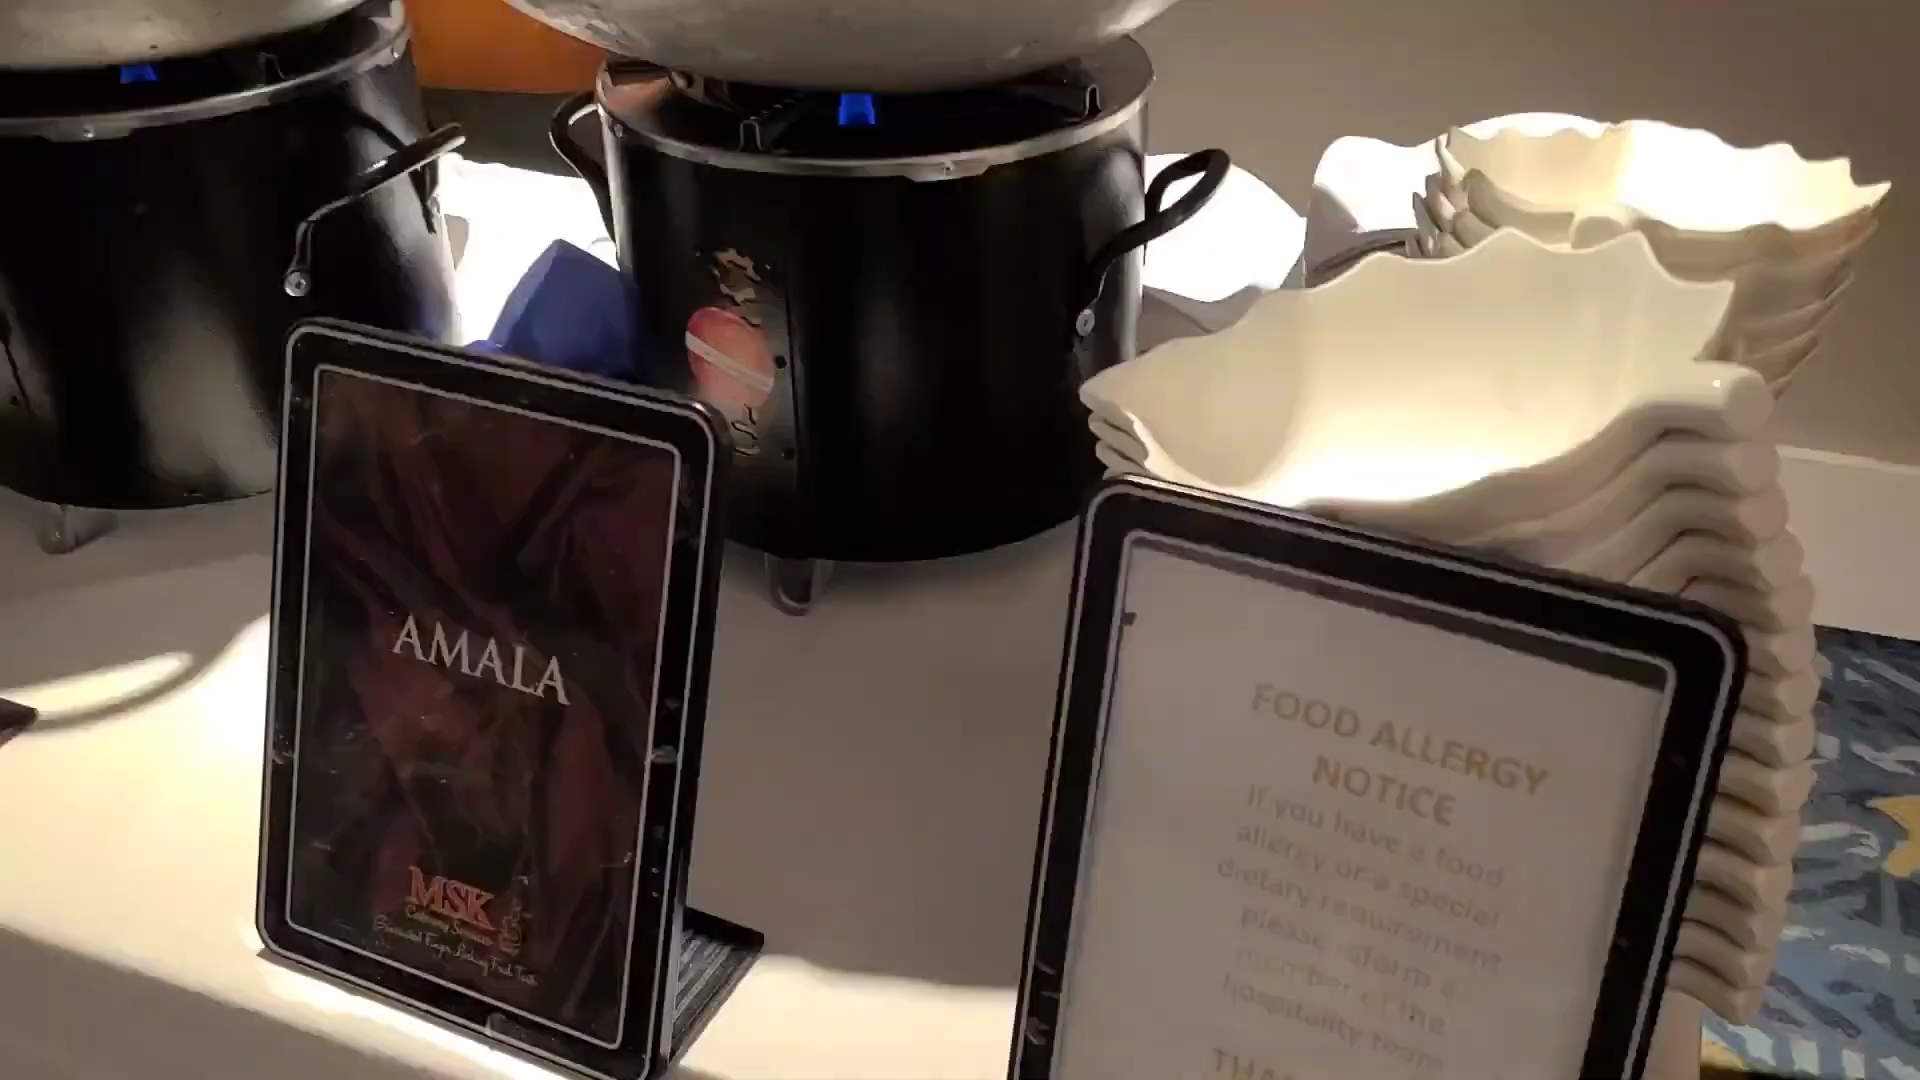 AMALA
MSK
Catering Services
FOOD ALLERGY
NOTICE
If you have a food
allergy or a special
dietary requirement
please inform a
member of the
hospitality team